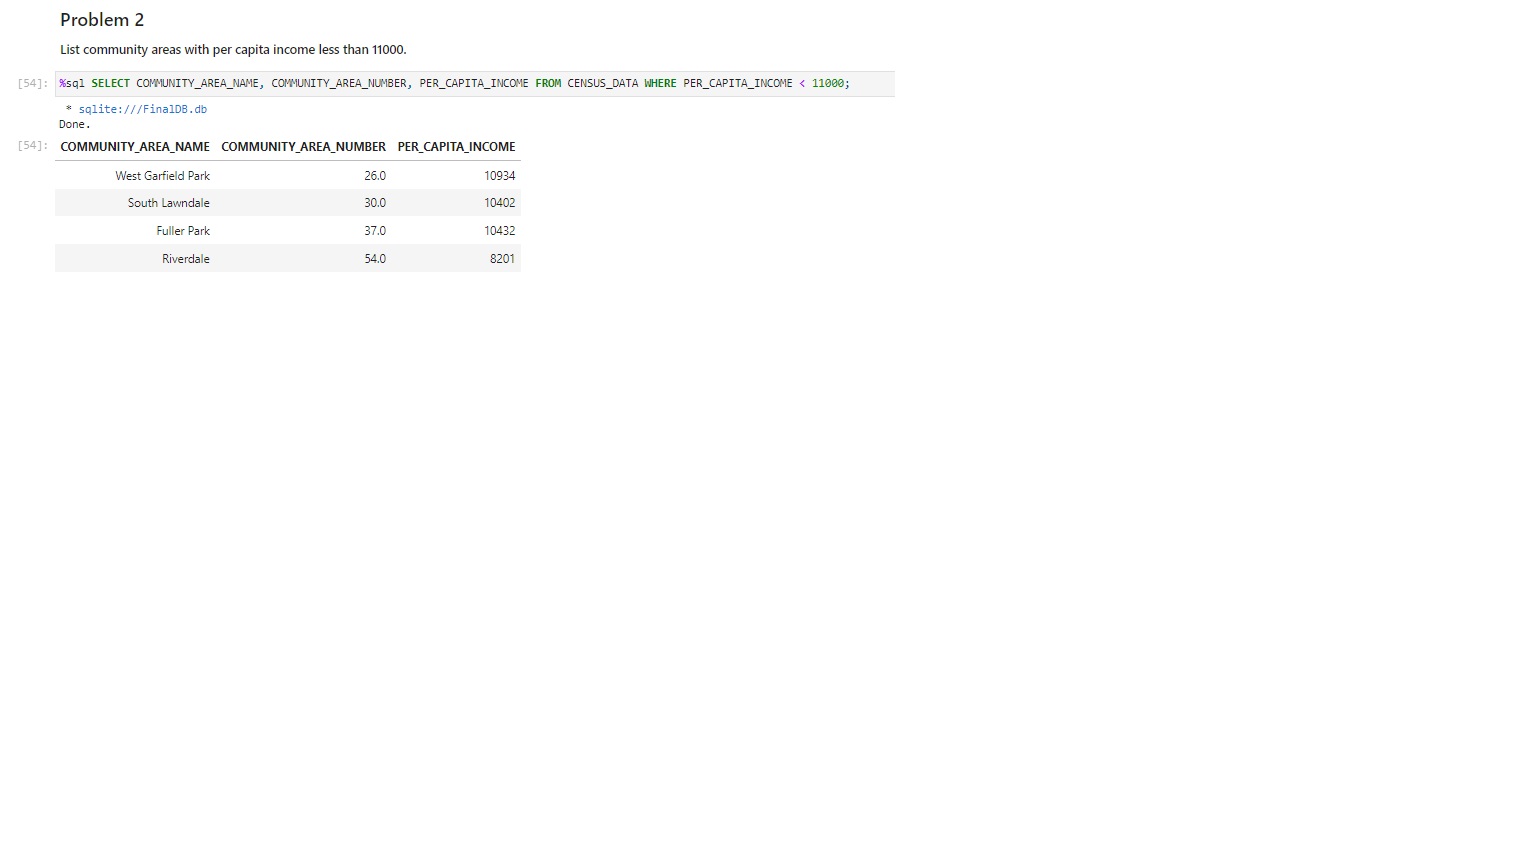 Problem 2
List community areas with per capita income less than 11000.
[54]: %sql SELECT COMMUNITY_AREA_NAME, COMMUNITY_AREA_NUMBER, PER_CAPITA_INCOME FROM CENSUS_DATA WHERE PER_CAPITA_INCOME < 11000;
* sqlite:///FinalDB.db
Done.
[54]: COMMUNITY_AREA_NAME COMMUNITY_AREA_NUMBER PER_CAPITA_INCOME
West Garfield Park 26.0 10934
South Lawndale 30.0 10402
Fuller Park 37.0 10432
Riverdale 54.0 8201